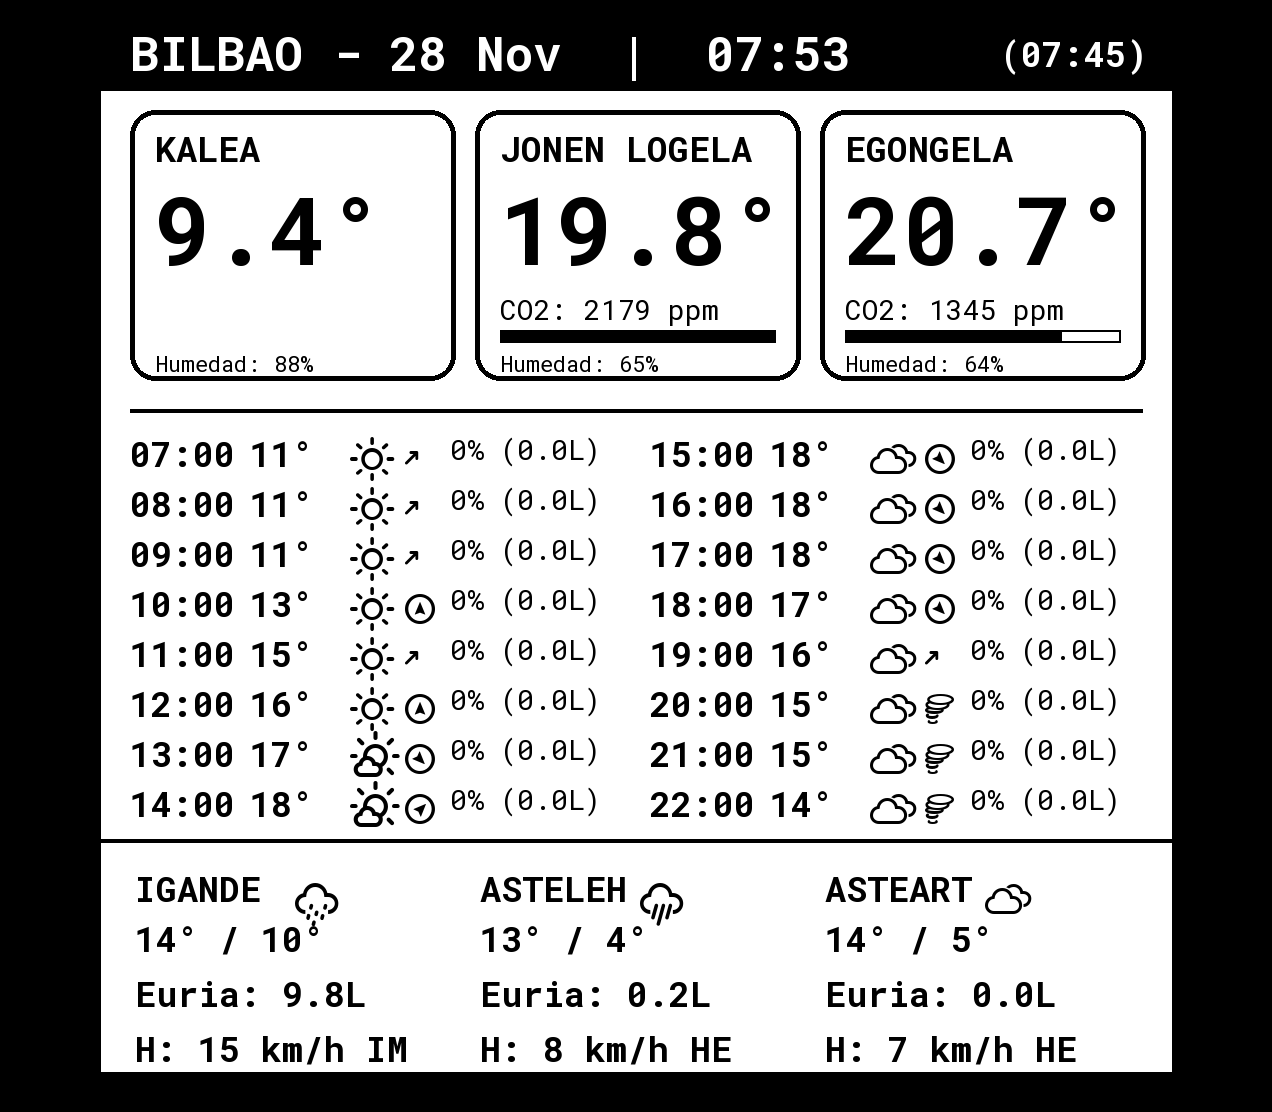 BILBAO - 28 Nov | 07:53 (07:45)
KALEA
9.4°
Humedad: 88%
JONEN LOGELA
19.8°
CO2: 2179 ppm
Humedad: 65%
EGONGELA
20.7°
CO2: 1345 ppm
Humedad: 64%
07:00 11° 0% (0.0L)
08:00 11° 0% (0.0L)
09:00 11° 0% (0.0L)
10:00 13° 0% (0.0L)
11:00 15° 0% (0.0L)
12:00 16° 0% (0.0L)
13:00 17° 0% (0.0L)
14:00 18° 0% (0.0L)
15:00 18° 0% (0.0L)
16:00 18° 0% (0.0L)
17:00 18° 0% (0.0L)
18:00 17° 0% (0.0L)
19:00 16° 0% (0.0L)
20:00 15° 0% (0.0L)
21:00 15° 0% (0.0L)
22:00 14° 0% (0.0L)
IGANDE
14° / 10°
Euria: 9.8L
H: 15 km/h IM
ASTELEH
13° / 4°
Euria: 0.2L
H: 8 km/h HE
ASTEART
14° / 5°
Euria: 0.0L
H: 7 km/h HE